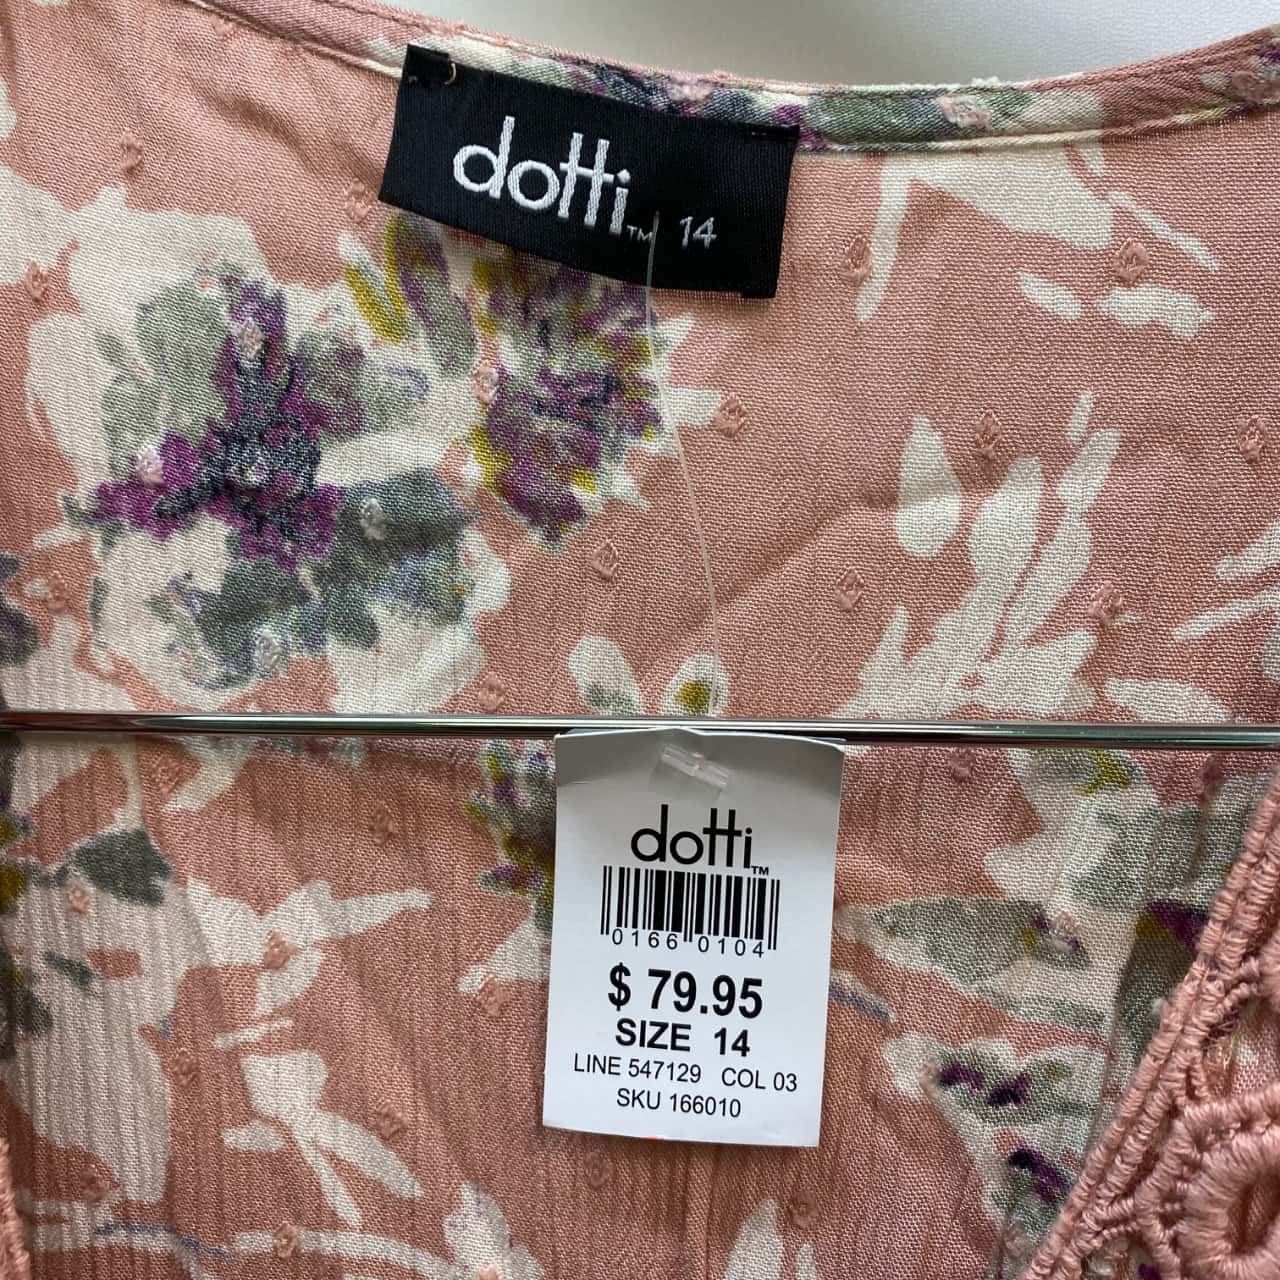 dotti™ 14
dotti™
0166 0104
$ 79.95
SIZE 14
LINE 547129 COL 03
SKU 166010